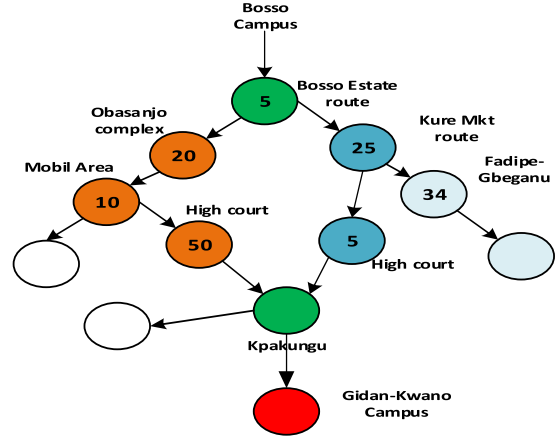 Bosso
Campus
5
Bosso Estate
route
Obasanjo
complex
20
25
Kure Mkt
route
Mobil Area
Fadipe-
Gbeganu
10
34
High court
50
5
High court
Kpakungu
Gidan-Kwano
Campus